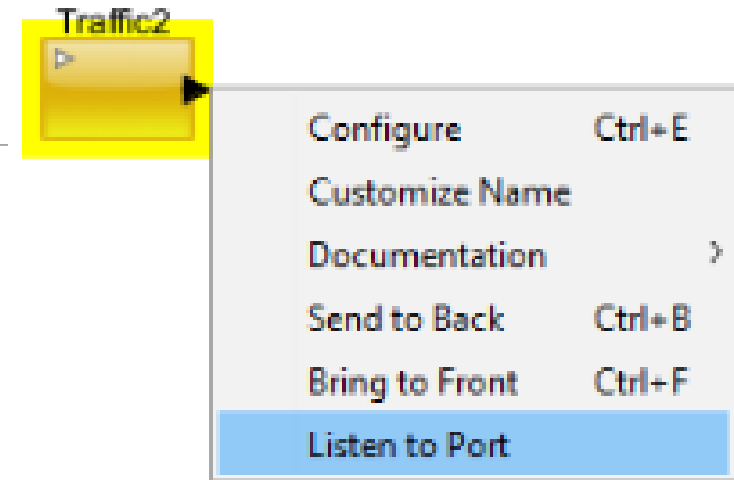 Traffic2
Configure Ctrl+E
Customize Name
Documentation
Send to Back Ctrl+B
Bring to Front Ctrl+F
Listen to Port